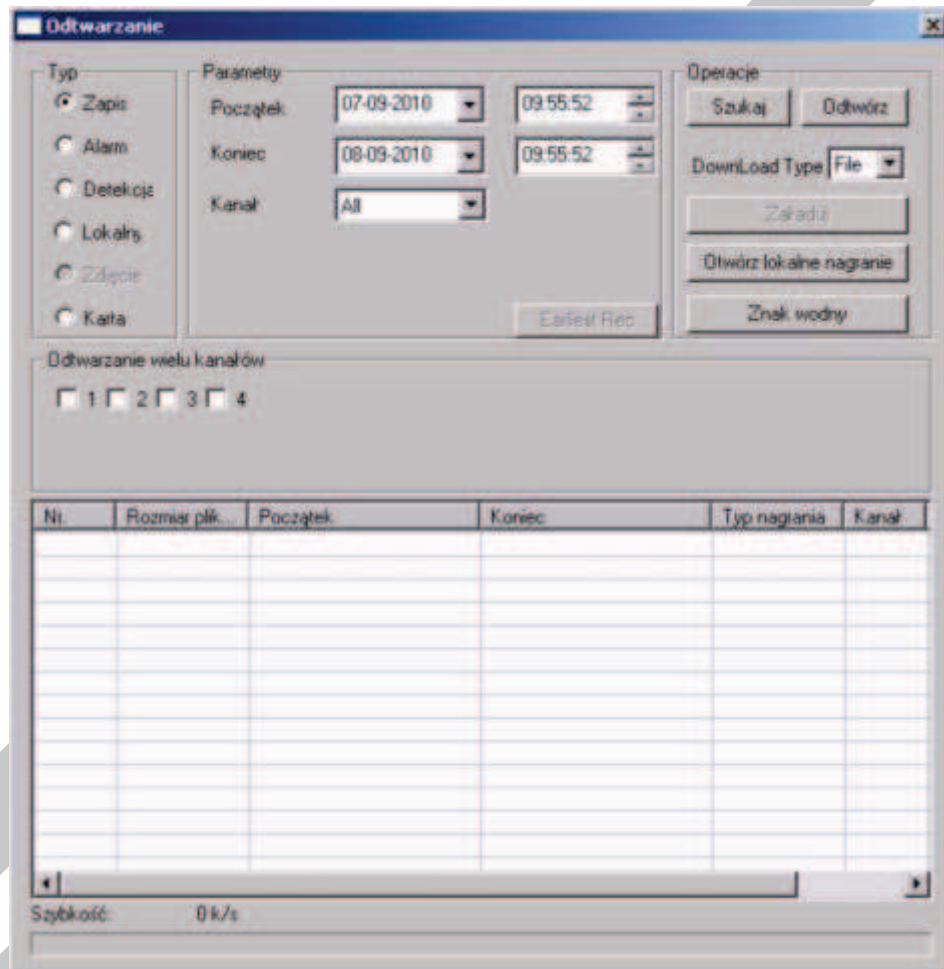 Odtwarzanie
Typ
Zapis
Alarm
Detekcja
Lokalny
Zdjęcie
Karta
Parametry
Początek 07-09-2010 09:55:52
Koniec 08-09-2010 09:55:52
Kanał All
Earliest Rec
Operacje
Szukaj Odtwórz
DownLoad Type File
Załaduj
Otwórz lokalne nagranie
Znak wodny
Odtwarzanie wielu kanałów
1 2 3 4
Nr. Rozmiar plik... Początek Koniec Typ nagrania Kanał
Szybkość: 0 k/s